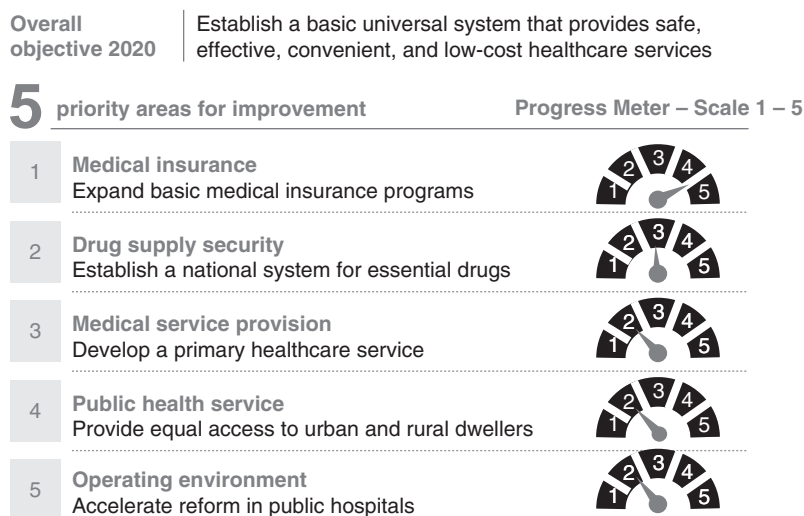 Overall
objective 2020
Establish a basic universal system that provides safe,
effective, convenient, and low-cost healthcare services
5 priority areas for improvement
Progress Meter – Scale 1 – 5
1
Medical insurance
Expand basic medical insurance programs
1 2 3 4 5
2
Drug supply security
Establish a national system for essential drugs
1 2 3 4 5
3
Medical service provision
Develop a primary healthcare service
1 2 3 4 5
4
Public health service
Provide equal access to urban and rural dwellers
1 2 3 4 5
5
Operating environment
Accelerate reform in public hospitals
1 2 3 4 5